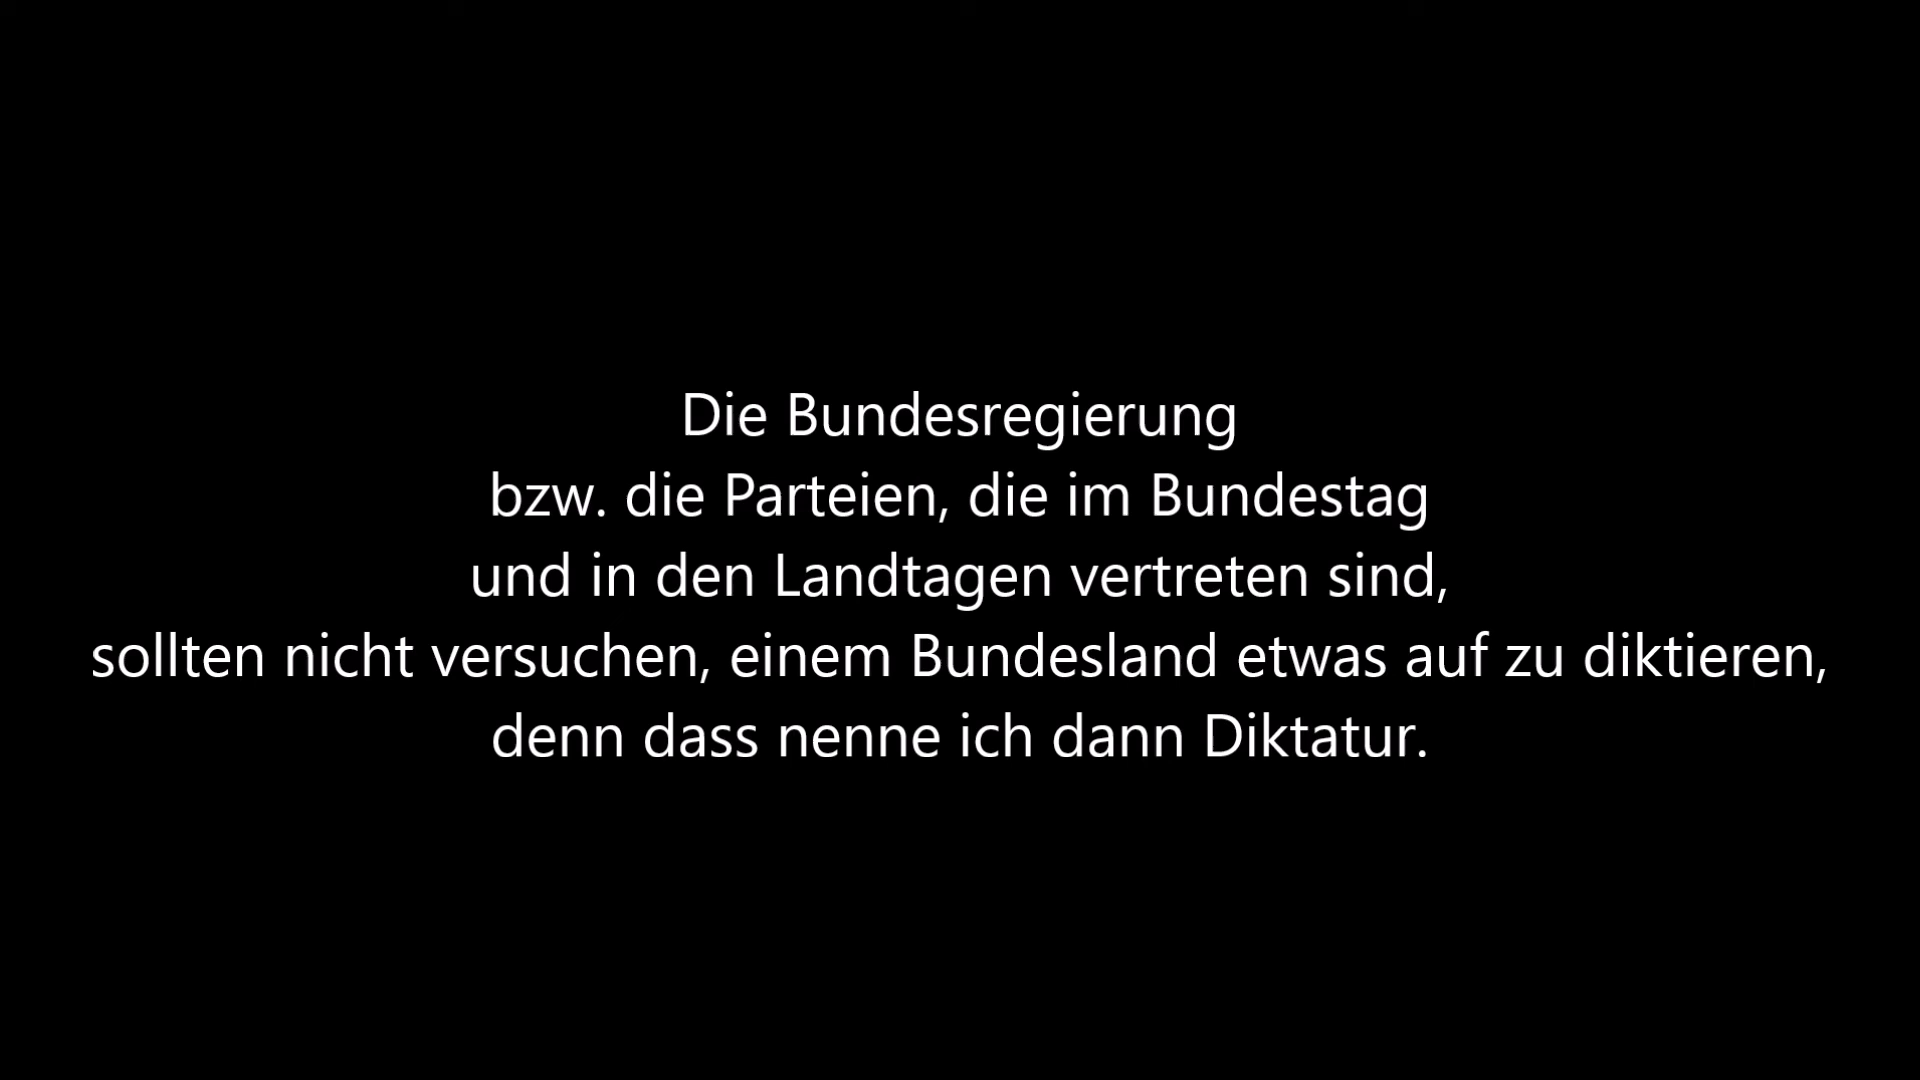 Die Bundesregierung
bzw. die Parteien, die im Bundestag
und in den Landtagen vertreten sind,
sollten nicht versuchen, einem Bundesland etwas auf zu diktieren,
denn dass nenne ich dann Diktatur.